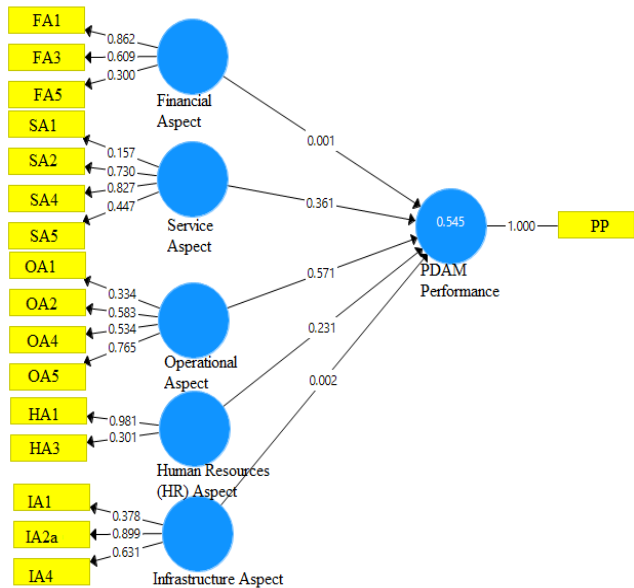 FA1
0.862
FA3
0.609
0.300
FA5
Financial
Aspect
SA1
0.157
SA2
0.730
0.827
SA4
0.447
SA5
Service
Aspect
OA1
0.334
OA2
0.583
0.534
OA4
0.765
OA5
Operational
Aspect
HA1
0.981
HA3
0.301
Human Resources
(HR) Aspect
IA1
0.378
IA2a
0.899
0.631
IA4
Infrastructure Aspect
0.001
0.361
0.571
0.231
0.002
0.545
PDAM
Performance
1.000
PP